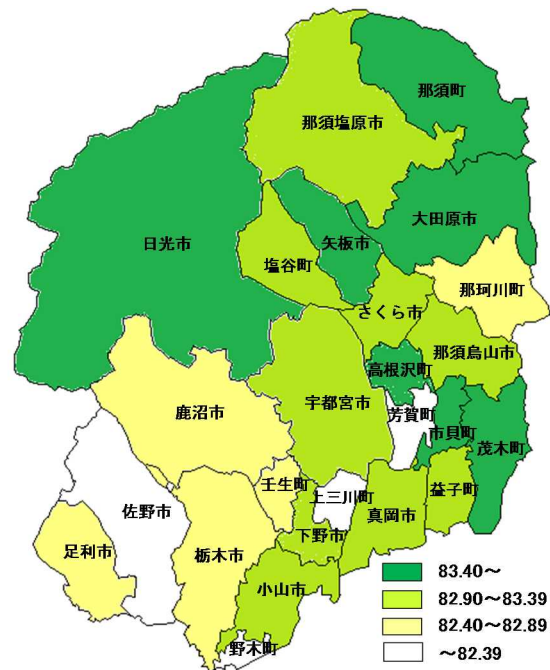 那須町
那須塩原市
大田原市
日光市
矢板市
塩谷町
那珂川町
さくら市
那須烏山市
高根沢町
鹿沼市
宇都宮市
芳賀町
市貝町
茂木町
壬生町
上三川町
益子町
佐野市
真岡市
下野市
足利市
栃木市
小山市
野木町
83.40～
82.90～83.39
82.40～82.89
～82.39